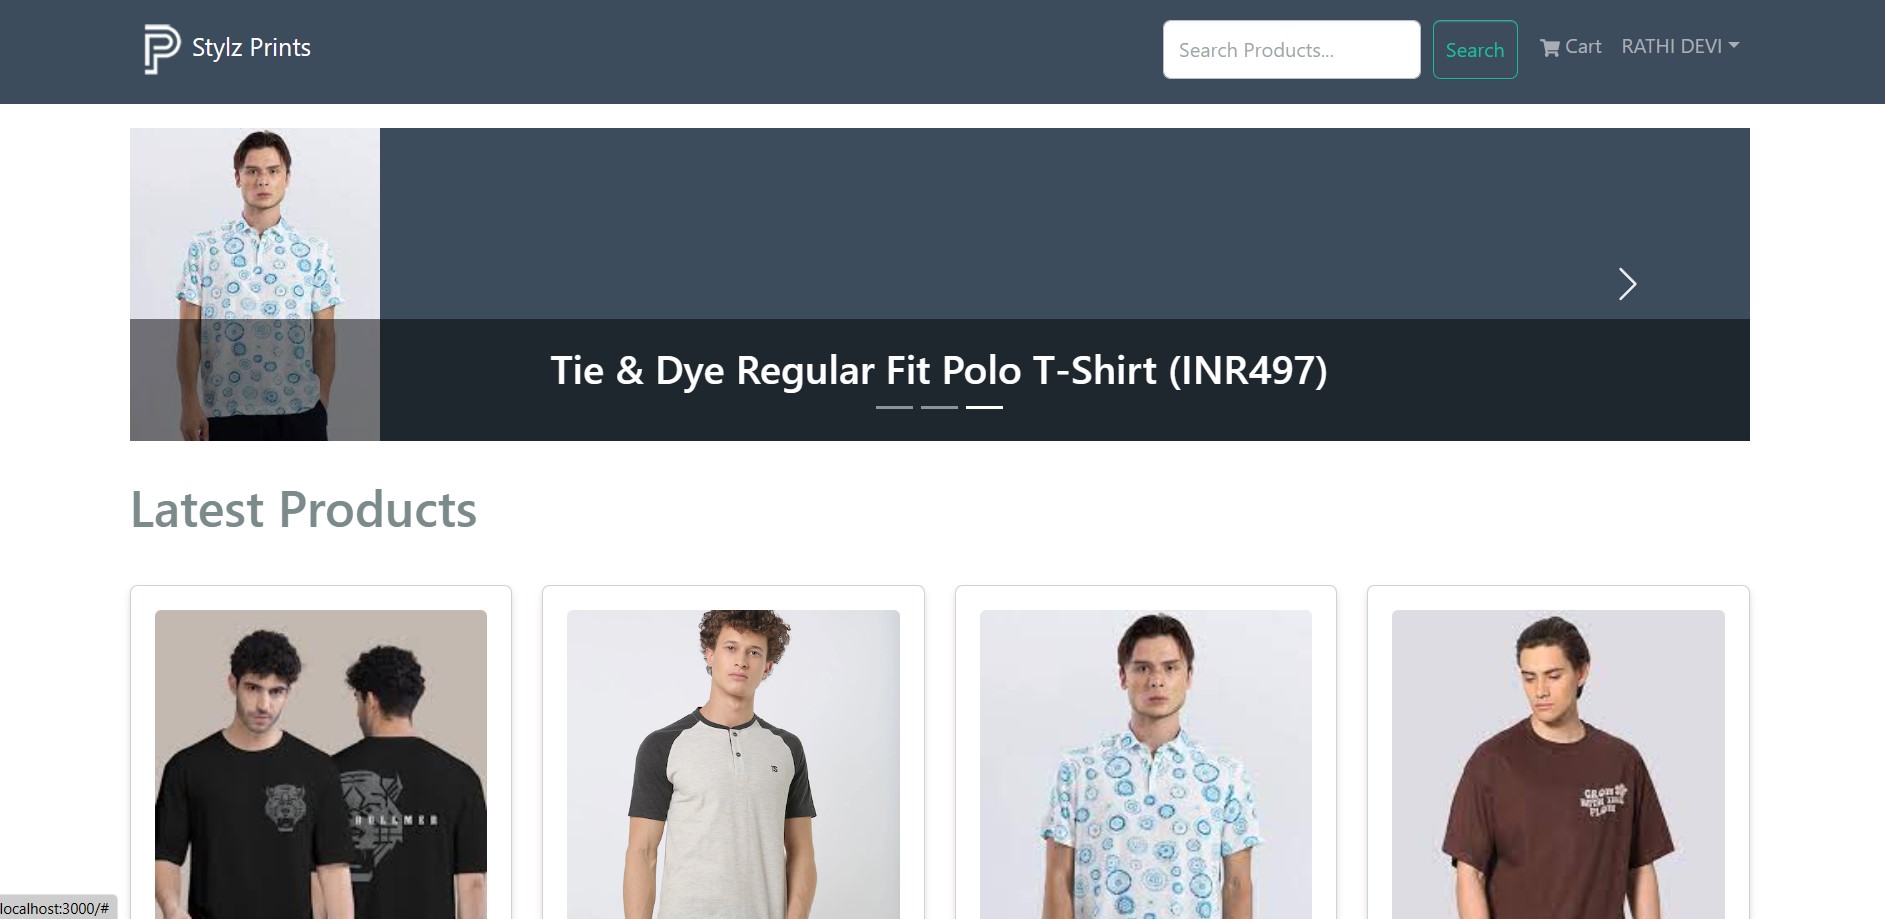 Stylz Prints
Search Products...
Search
Cart
RATHI DEVI
Tie & Dye Regular Fit Polo T-Shirt (INR497)
Latest Products
BULLMER
TS
GROW
WITH THE
FLOW
localhost:3000/#